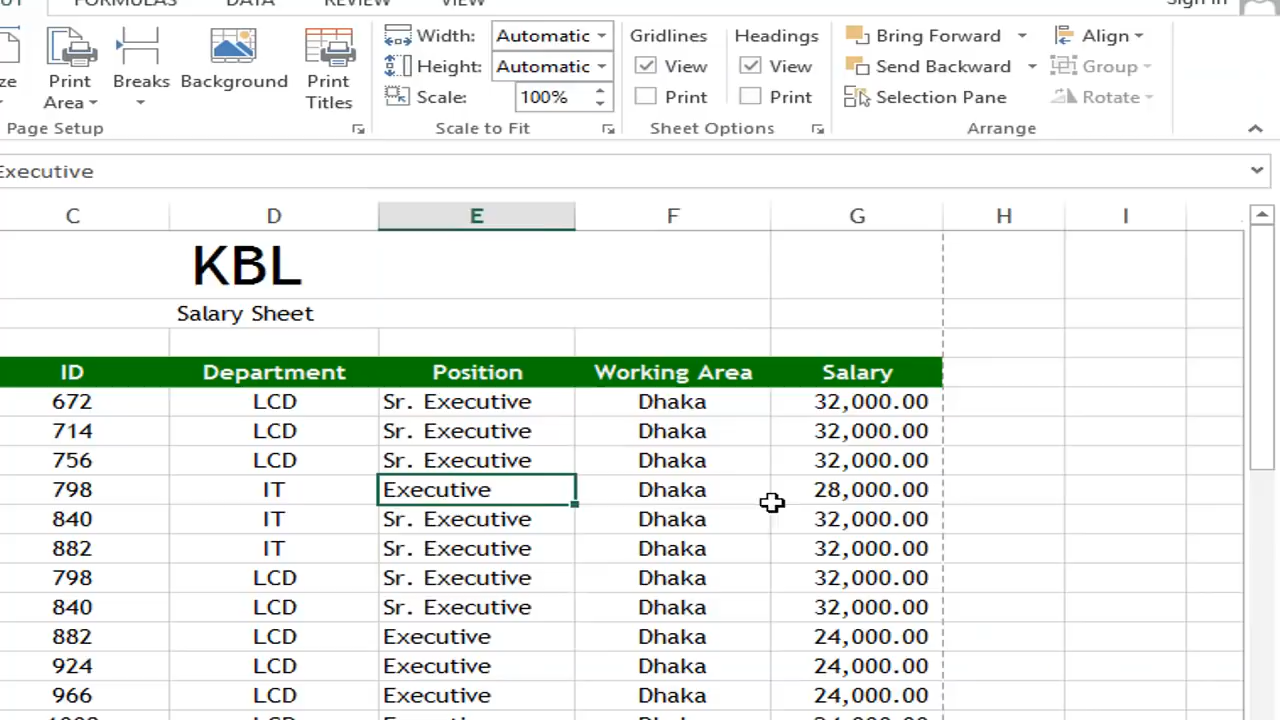 FORMULAS DATA REVIEW VIEW Sign in
Width: Automatic Gridlines Headings Bring Forward Align
Height: Automatic View View Send Backward Group
Print Area Breaks Background Print Titles
Scale: 100% Print Print Selection Pane Rotate
Page Setup Scale to Fit Sheet Options Arrange
Executive
C D E F G H I
KBL
Salary Sheet
ID Department Position Working Area Salary
672 LCD Sr. Executive Dhaka 32,000.00
714 LCD Sr. Executive Dhaka 32,000.00
756 LCD Sr. Executive Dhaka 32,000.00
798 IT Executive Dhaka 28,000.00
840 IT Sr. Executive Dhaka 32,000.00
882 IT Sr. Executive Dhaka 32,000.00
798 LCD Sr. Executive Dhaka 32,000.00
840 LCD Sr. Executive Dhaka 32,000.00
882 LCD Executive Dhaka 24,000.00
924 LCD Executive Dhaka 24,000.00
966 LCD Executive Dhaka 24,000.00